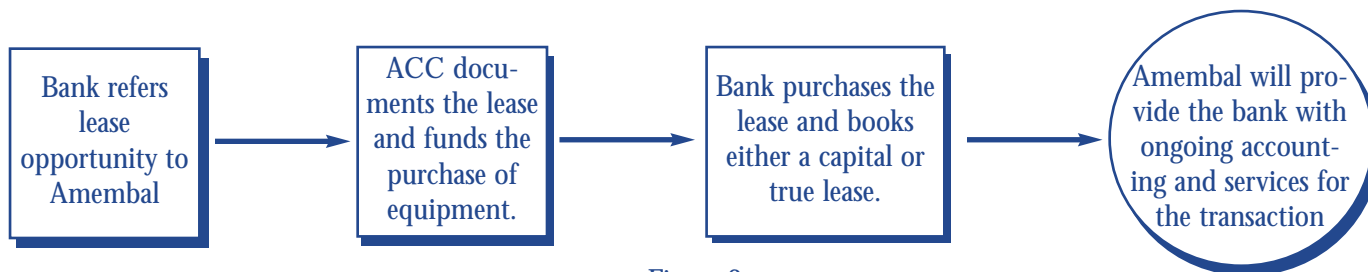 Bank refers
lease
opportunity to
Amembal
ACC docu-
ments the lease
and funds the
purchase of
equipment.
Bank purchases the
lease and books
either a capital or
true lease.
Amembal will pro-
vide the bank with
ongoing account-
ing and services for
the transaction